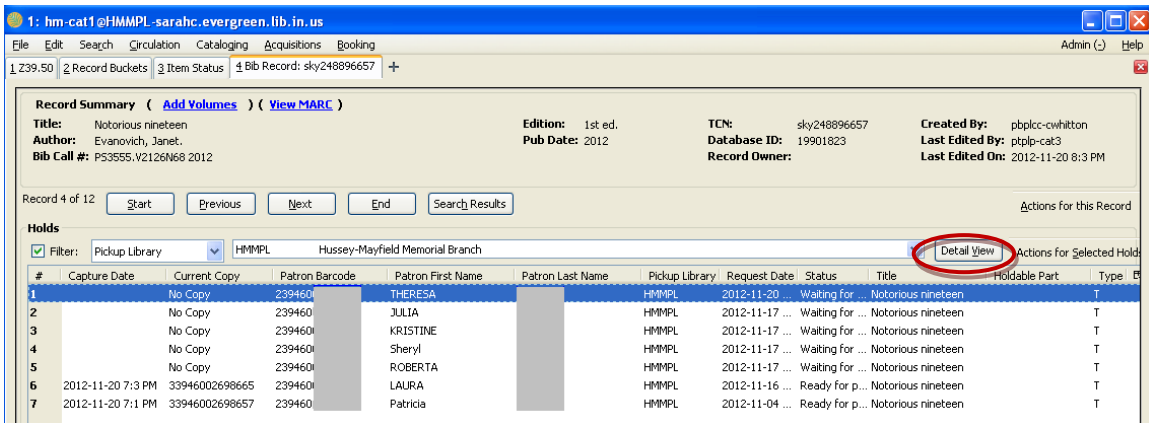 1: hm-cat1@HMMPL-sarahc.evergreen.lib.in.us
File Edit Search Circulation Cataloging Acquisitions Booking Admin (-) Help
1 Z39.50 2 Record Buckets 3 Item Status 4 Bib Record: sky248896657 +
Record Summary ( Add Volumes ) ( View MARC )
Title: Notorious nineteen Edition: 1st ed. TCN: sky248896657 Created By: pbplcc-cwhitton
Author: Evanovich, Janet. Pub Date: 2012 Database ID: 19901823 Last Edited By: ptplp-cat3
Bib Call #: PS3555.V2126N68 2012 Record Owner: Last Edited On: 2012-11-20 8:3 PM
Record 4 of 12 Start Previous Next End Search Results Actions for this Record
Holds
Filter: Pickup Library HMMPL Hussey-Mayfield Memorial Branch Detail View Actions for Selected Holds
# Capture Date Current Copy Patron Barcode Patron First Name Patron Last Name Pickup Library Request Date Status Title Holdable Part Type
1 No Copy 239460 THERESA HMMPL 2012-11-20 ... Waiting for ... Notorious nineteen T
2 No Copy 239460 JULIA HMMPL 2012-11-17 ... Waiting for ... Notorious nineteen T
3 No Copy 239460 KRISTINE HMMPL 2012-11-17 ... Waiting for ... Notorious nineteen T
4 No Copy 239460 Sheryl HMMPL 2012-11-17 ... Waiting for ... Notorious nineteen T
5 No Copy 239460 ROBERTA HMMPL 2012-11-17 ... Waiting for ... Notorious nineteen T
6 2012-11-20 7:3 PM 33946002698665 239460 LAURA HMMPL 2012-11-16 ... Ready for p... Notorious nineteen T
7 2012-11-20 7:1 PM 33946002698657 239460 Patricia HMMPL 2012-11-04 ... Ready for p... Notorious nineteen T